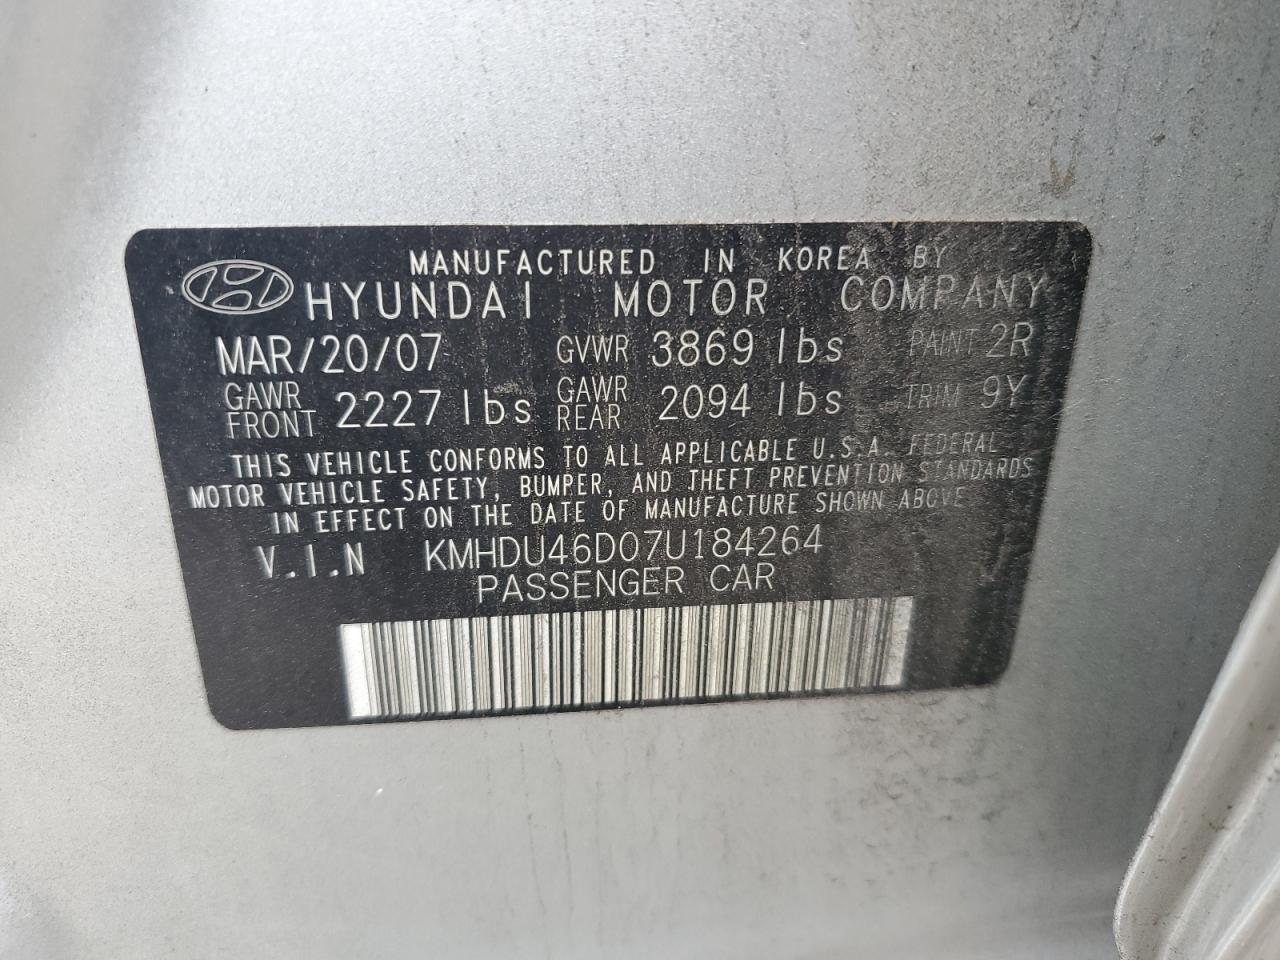 MANUFACTURED IN KOREA BY
HYUNDAI MOTOR COMPANY
MAR/20/07 GVWR 3869 lbs PAINT 2R
GAWR FRONT 2227 lbs GAWR REAR 2094 lbs TRIM 9Y
THIS VEHICLE CONFORMS TO ALL APPLICABLE U.S.A. FEDERAL
MOTOR VEHICLE SAFETY, BUMPER, AND THEFT PREVENTION STANDARDS
IN EFFECT ON THE DATE OF MANUFACTURE SHOWN ABOVE
V.I.N KMHDU46D07U184264
PASSENGER CAR